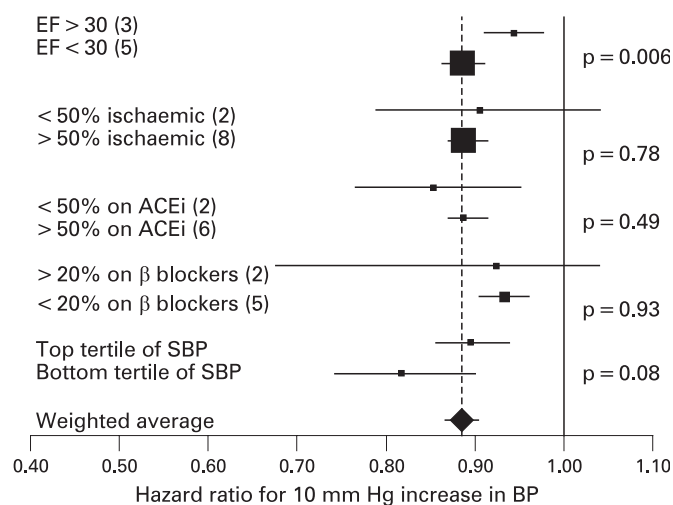 EF > 30 (3)
EF < 30 (5)
p = 0.006
< 50% ischaemic (2)
> 50% ischaemic (8)
p = 0.78
< 50% on ACEi (2)
> 50% on ACEi (6)
p = 0.49
> 20% on β blockers (2)
< 20% on β blockers (5)
p = 0.93
Top tertile of SBP
Bottom tertile of SBP
p = 0.08
Weighted average
0.40 0.50 0.60 0.70 0.80 0.90 1.00 1.10
Hazard ratio for 10 mm Hg increase in BP